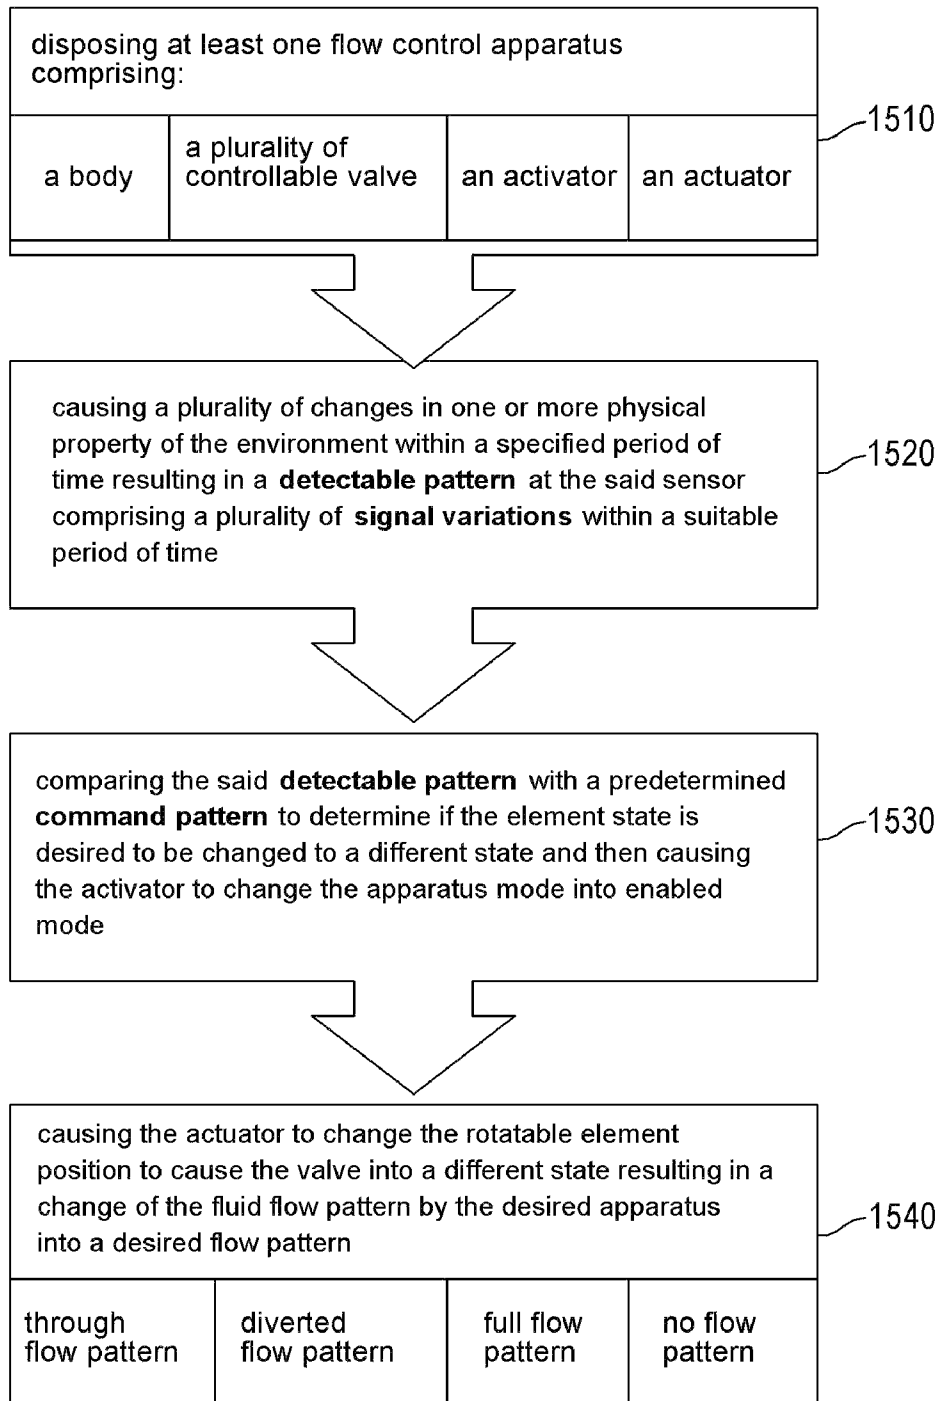 disposing at least one flow control apparatus
comprising:
1510
a body
a plurality of
controllable valve
an activator
an actuator
causing a plurality of changes in one or more physical
property of the environment within a specified period of
time resulting in a detectable pattern at the said sensor
comprising a plurality of signal variations within a suitable
period of time
1520
comparing the said detectable pattern with a predetermined
command pattern to determine if the element state is
desired to be changed to a different state and then causing
the activator to change the apparatus mode into enabled
mode
1530
causing the actuator to change the rotatable element
position to cause the valve into a different state resulting in a
change of the fluid flow pattern by the desired apparatus
into a desired flow pattern
1540
through
flow pattern
diverted
flow pattern
full flow
pattern
no flow
pattern